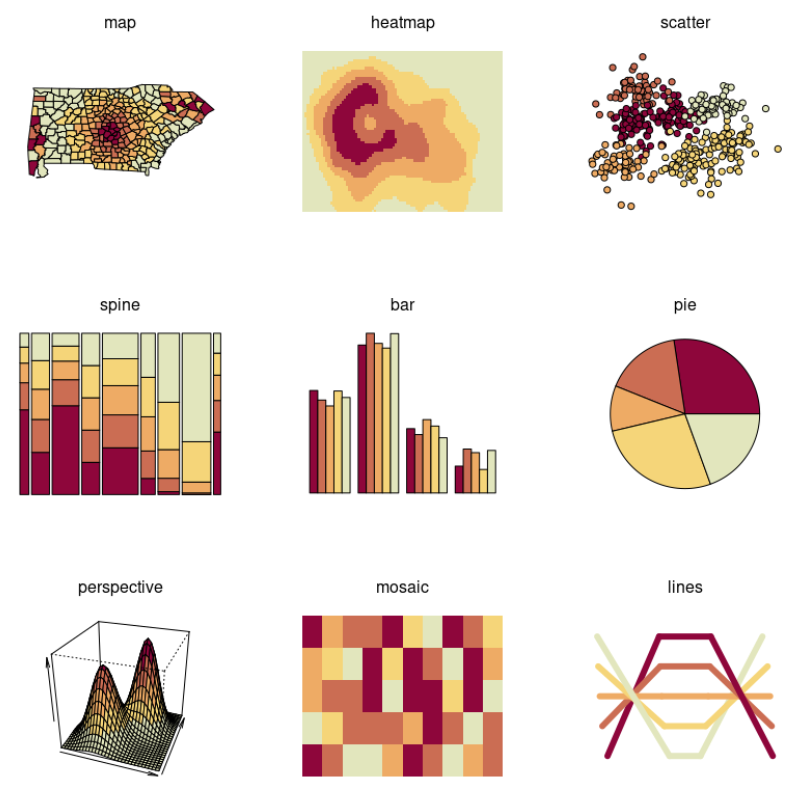 map
heatmap
scatter
spine
bar
pie
perspective
mosaic
lines